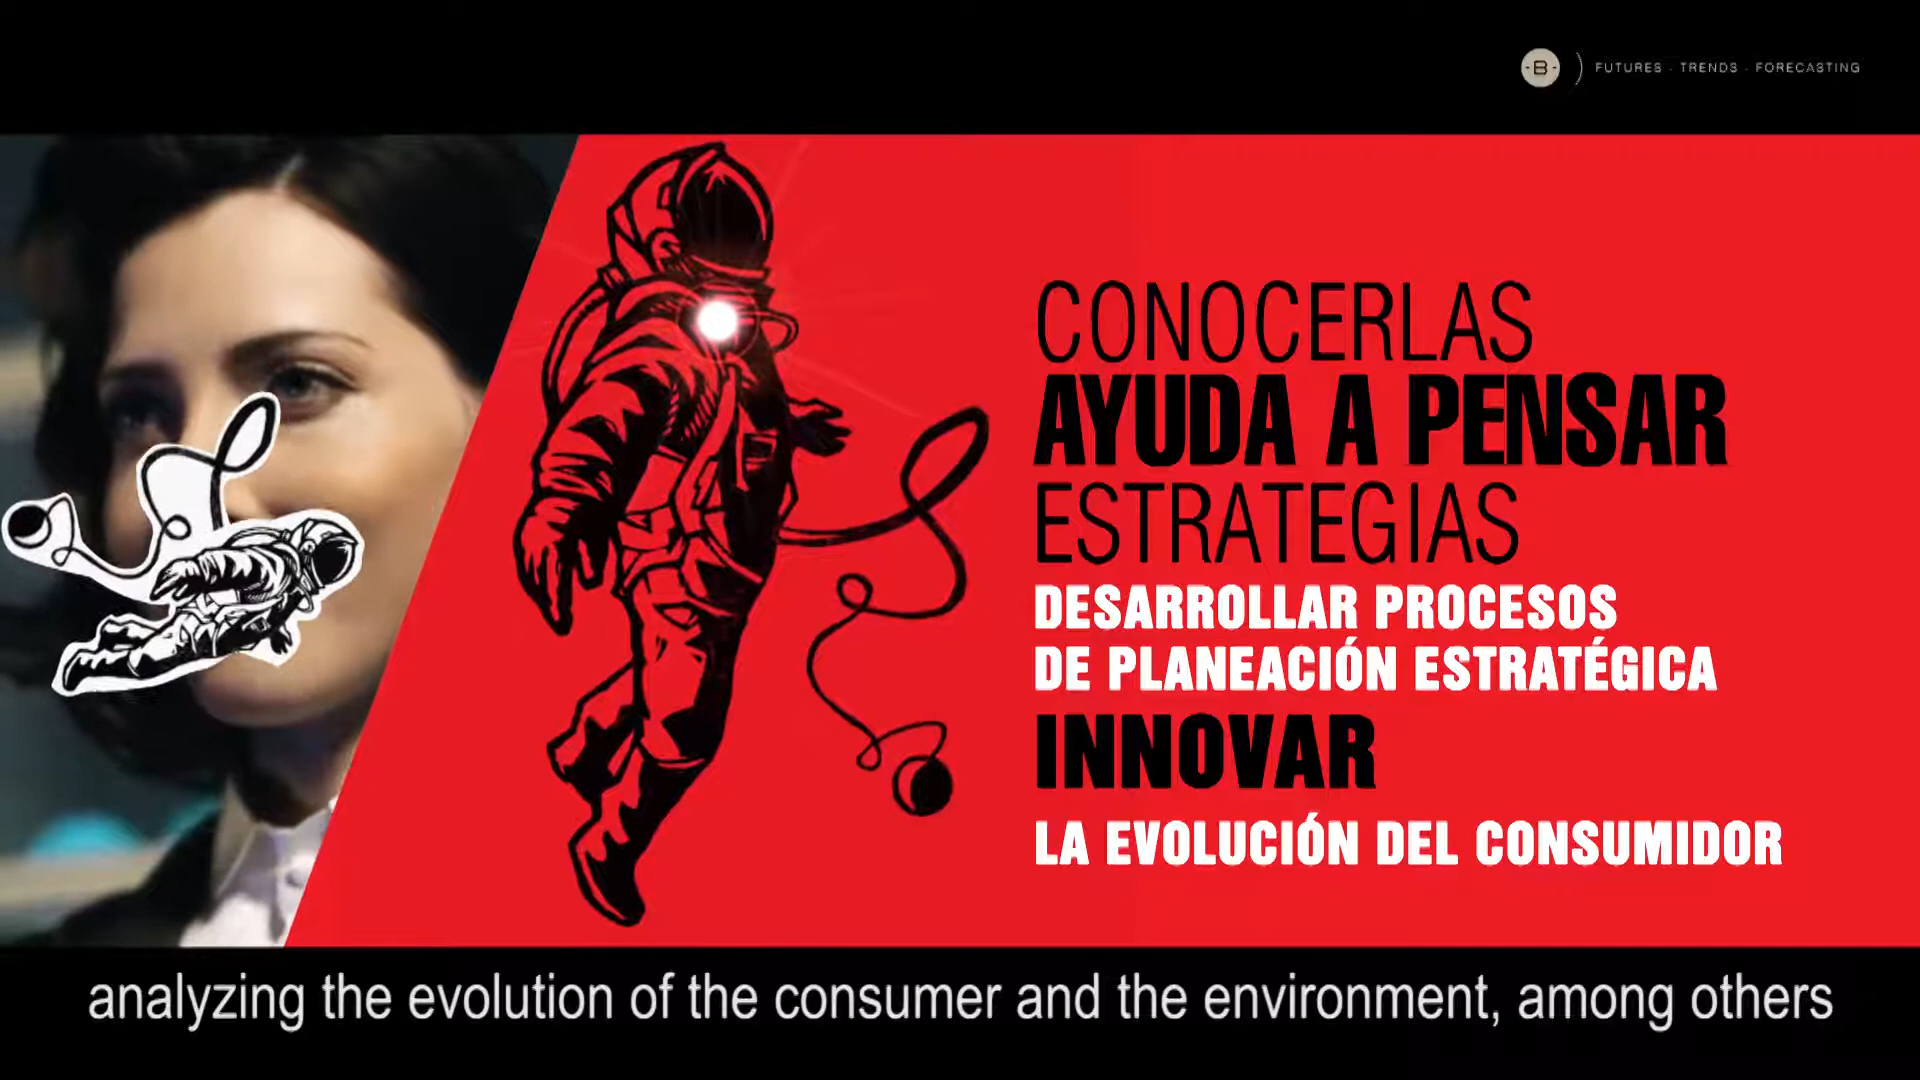 -B- FUTURES - TRENDS - FORECASTING
CONOCERLAS
AYUDA A PENSAR
ESTRATEGIAS
DESARROLLAR PROCESOS
DE PLANEACIÓN ESTRATÉGICA
INNOVAR
LA EVOLUCIÓN DEL CONSUMIDOR
analyzing the evolution of the consumer and the environment, among others